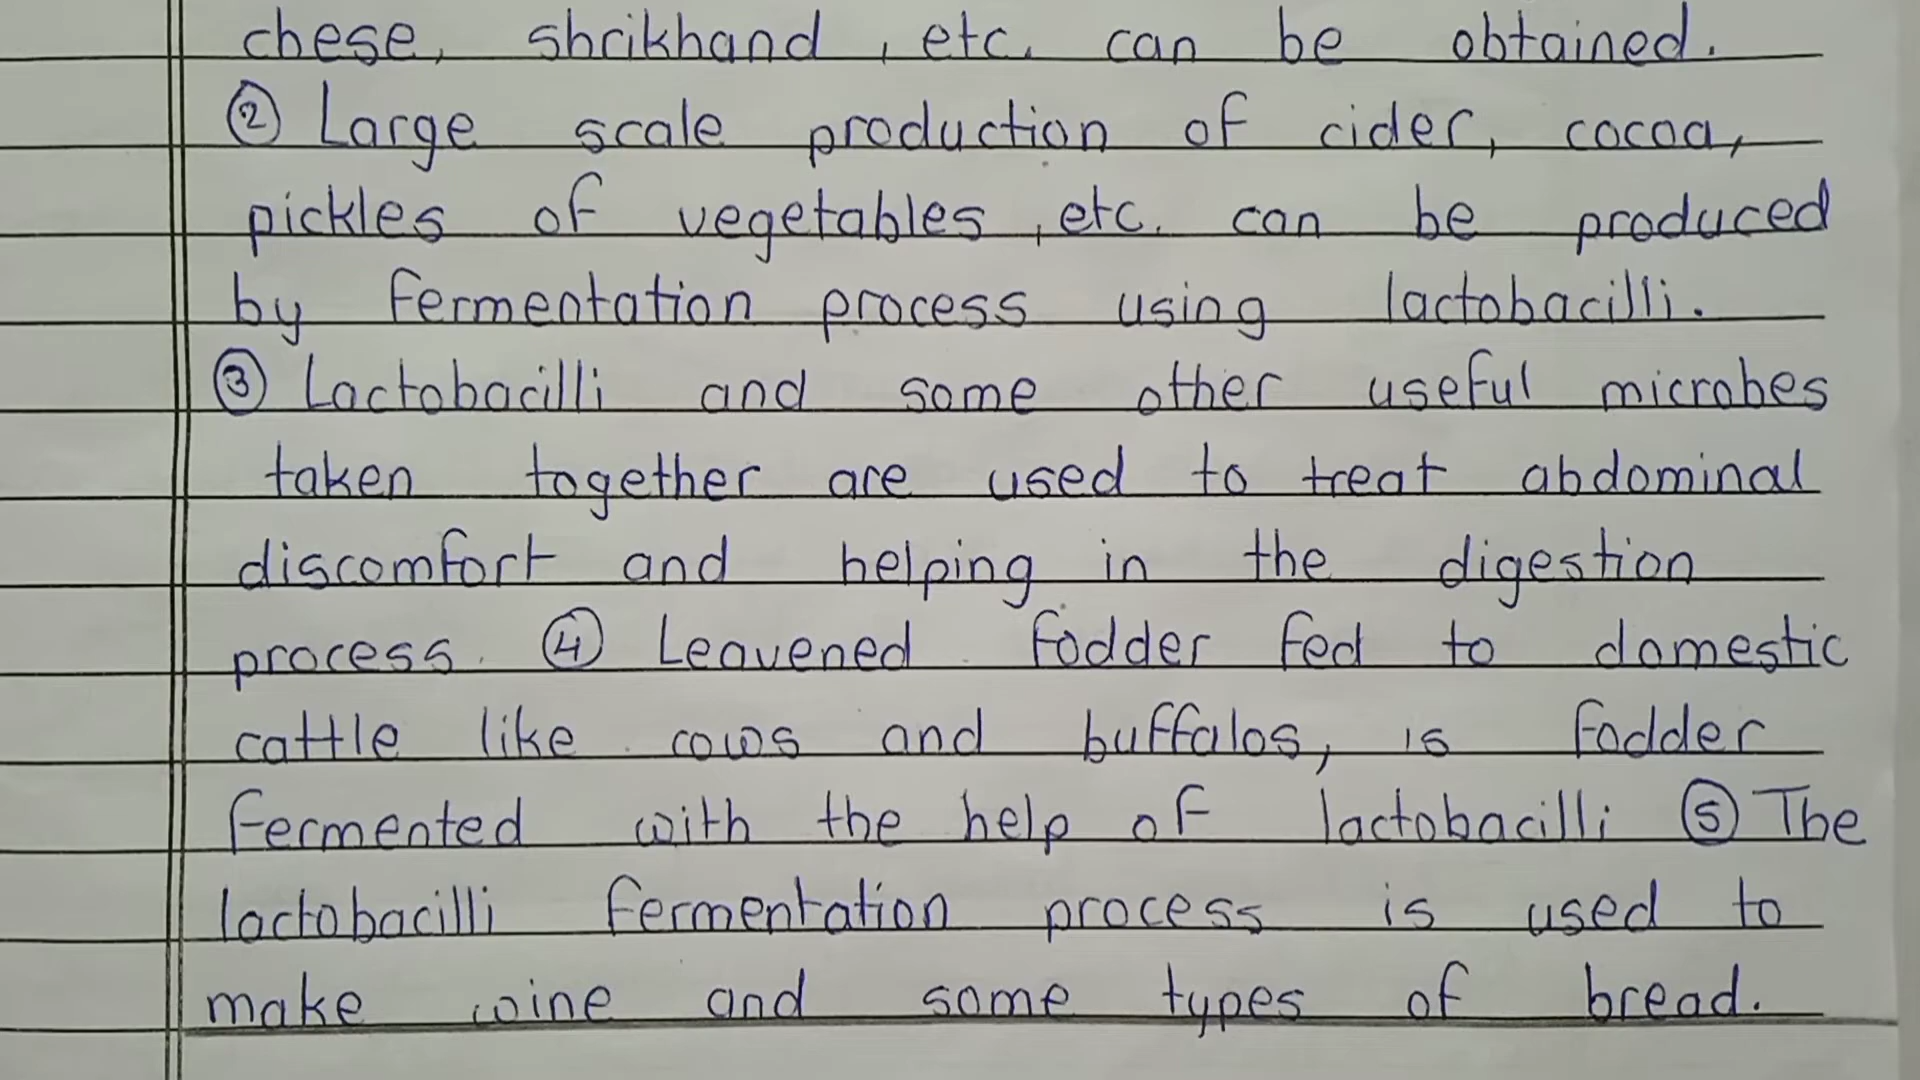 chese, shrikhand, etc. can be obtained.
② Large scale production of cider, cocoa,
pickles of vegetables, etc. can be produced
by fermentation process using lactobacilli.
③ Lactobacilli and some other useful microbes
taken together are used to treat abdominal
discomfort and helping in the digestion
process. ④ Leavened fodder fed to domestic
cattle like cows and buffalos, is fodder
fermented with the help of lactobacilli ⑤ The
lactobacilli fermentation process is used to
make wine and some types of bread.